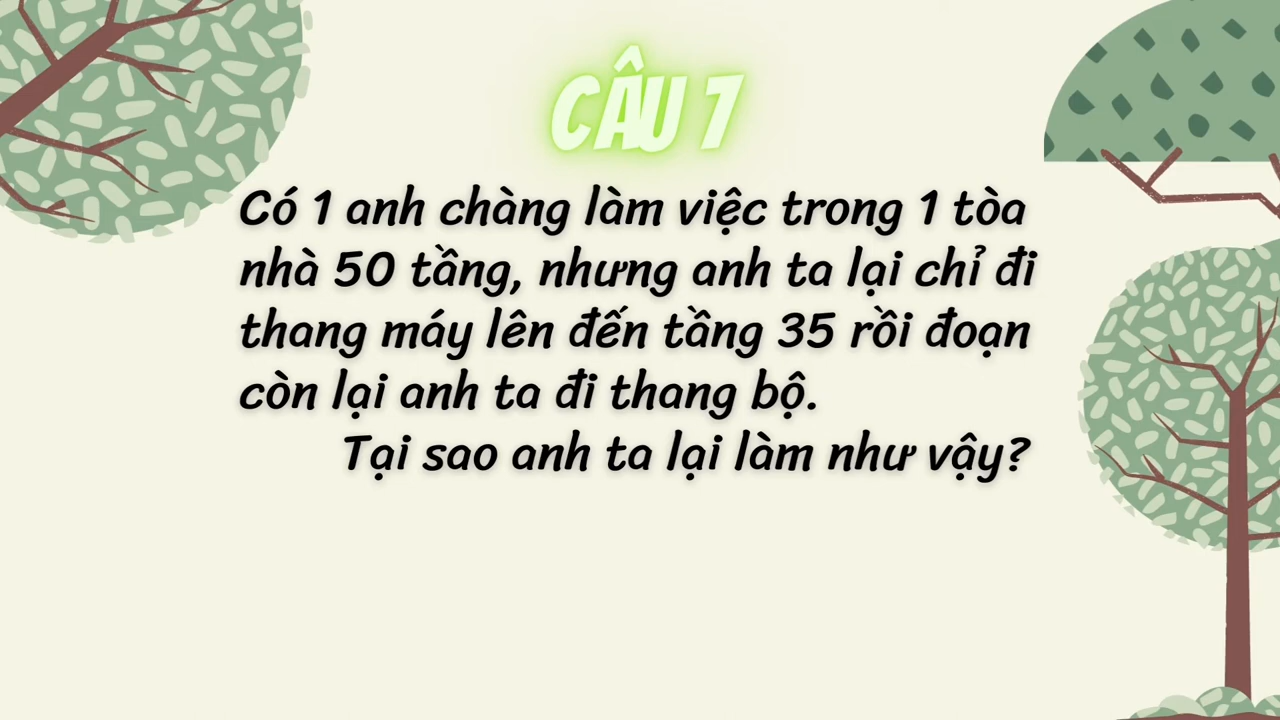 CÂU 7
Có 1 anh chàng làm việc trong 1 tòa
nhà 50 tầng, nhưng anh ta lại chỉ đi
thang máy lên đến tầng 35 rồi đoạn
còn lại anh ta đi thang bộ.
Tại sao anh ta lại làm như vậy?